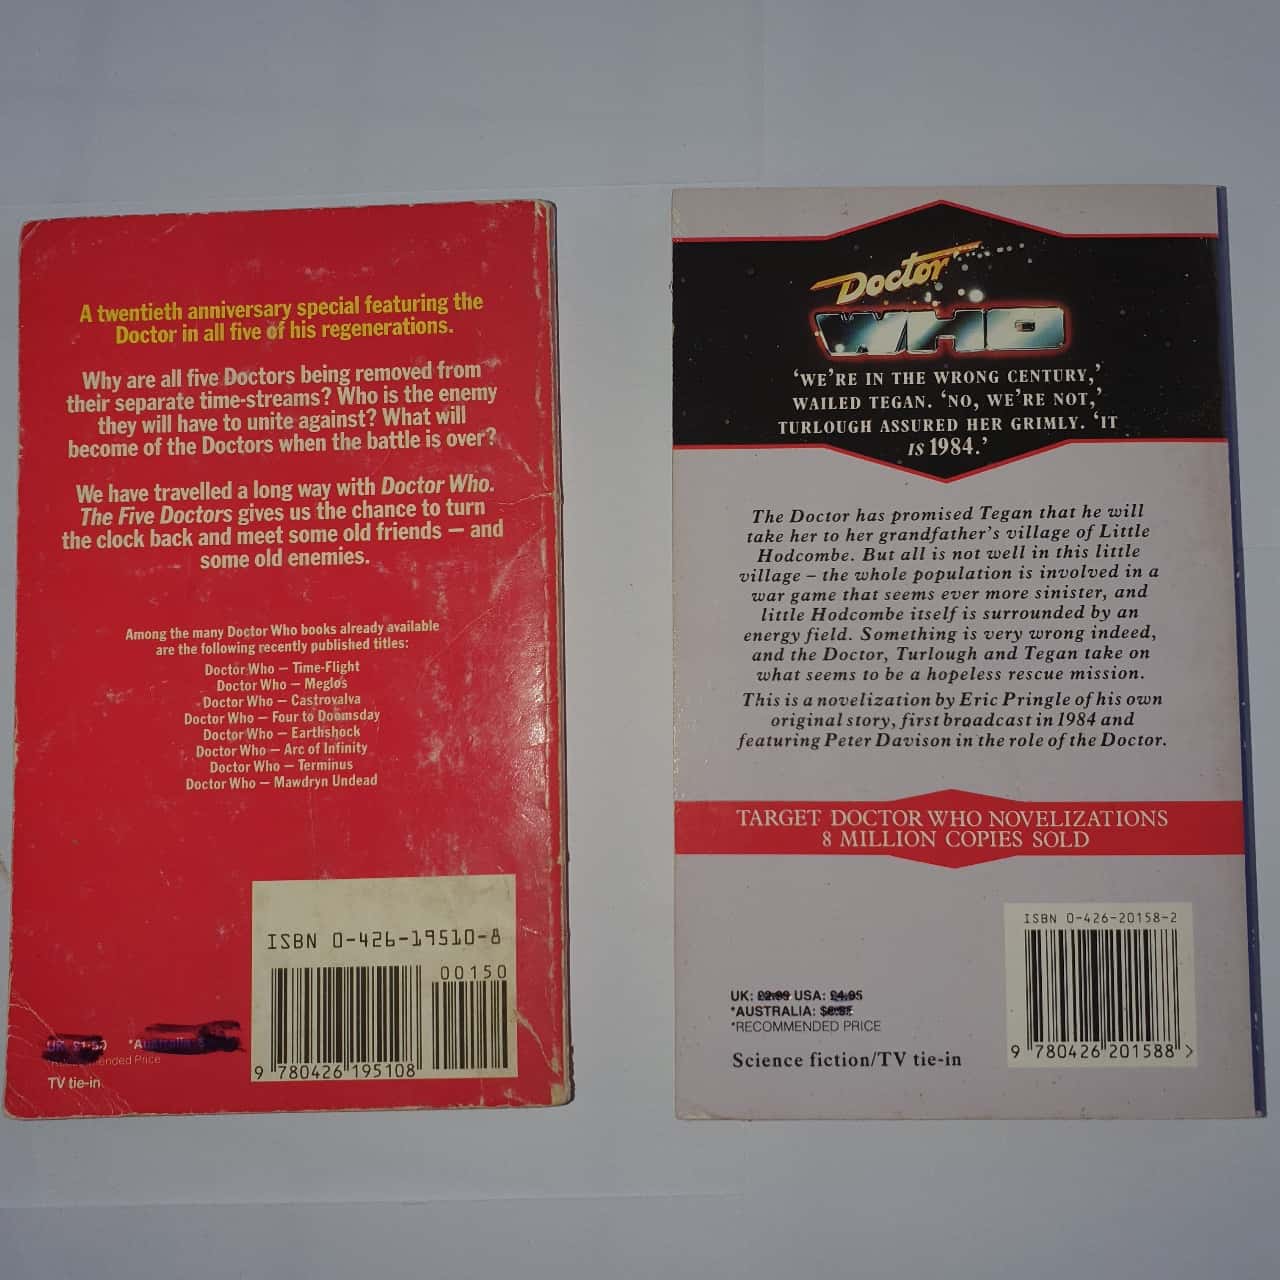 A twentieth anniversary special featuring the
Doctor in all five of his regenerations.
Why are all five Doctors being removed from
their separate time-streams? Who is the enemy
they will have to unite against? What will
become of the Doctors when the battle is over?
We have travelled a long way with Doctor Who.
The Five Doctors gives us the chance to turn
the clock back and meet some old friends — and
some old enemies.
Among the many Doctor Who books already available
are the following recently published titles:
Doctor Who — Time-Flight
Doctor Who — Meglos
Doctor Who — Castrovalva
Doctor Who — Four to Doomsday
Doctor Who — Earthshock
Doctor Who — Arc of Infinity
Doctor Who — Terminus
Doctor Who — Mawdryn Undead
ISBN 0-426-19510-8
00150
9 780426 195108
UK: £1·50
Price
TV tie-in
Doctor
WHO
‘WE’RE IN THE WRONG CENTURY,’
WAILED TEGAN. ‘NO, WE’RE NOT,’
TURLOUGH ASSURED HER GRIMLY. ‘IT
IS 1984.’
The Doctor has promised Tegan that he will
take her to her grandfather’s village of Little
Hodcombe. But all is not well in this little
village – the whole population is involved in a
war game that seems ever more sinister, and
little Hodcombe itself is surrounded by an
energy field. Something is very wrong indeed,
and the Doctor, Turlough and Tegan take on
what seems to be a hopeless rescue mission.
This is a novelization by Eric Pringle of his own
original story, first broadcast in 1984 and
featuring Peter Davison in the role of the Doctor.
TARGET DOCTOR WHO NOVELIZATIONS
8 MILLION COPIES SOLD
ISBN 0-426-20158-2
UK: £2.99 USA: £4.95
*AUSTRALIA:
*RECOMMENDED PRICE
Science fiction/TV tie-in
9 780426 201588 >